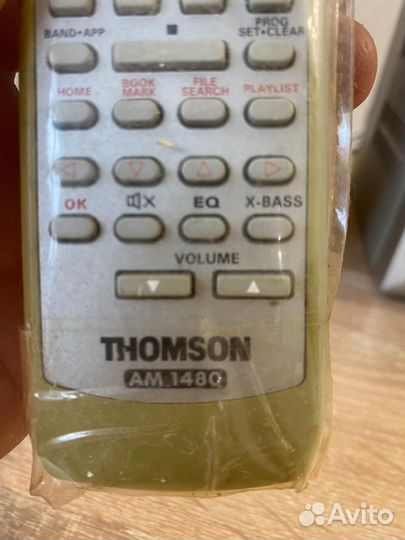 PROG
BAND•APP SET•CLEAR
BOOK FILE
HOME MARK SEARCH PLAYLIST
OK EQ X-BASS
VOLUME
THOMSON
AM 1480
Avito